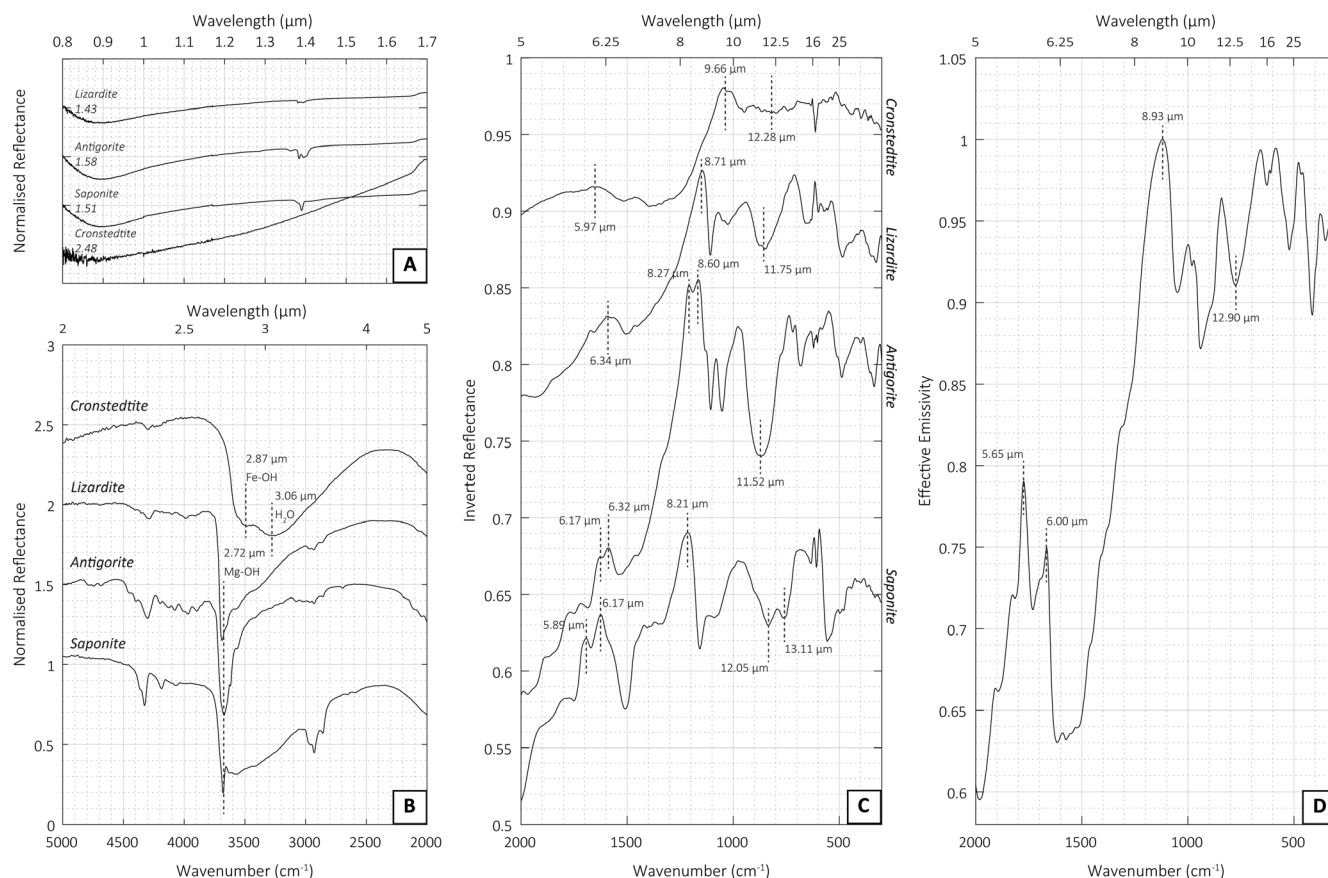 Wavelength (µm)
0.8 0.9 1 1.1 1.2 1.3 1.4 1.5 1.6 1.7
Normalised Reflectance
Lizardite
1.43
Antigorite
1.58
Saponite
1.51
Cronstedtite
2.48
A
Wavelength (µm)
2 2.5 3 4 5
Normalised Reflectance
3
2.5
2
1.5
1
0.5
0
Cronstedtite
Lizardite
Antigorite
Saponite
2.87 µm
Fe-OH
3.06 µm
H2O
2.72 µm
Mg-OH
B
5000 4500 4000 3500 3000 2500 2000
Wavenumber (cm-1)
Wavelength (µm)
5 6.25 8 10 12.5 16 25
Inverted Reflectance
1
0.95
0.9
0.85
0.8
0.75
0.7
0.65
0.6
0.55
0.5
9.66 µm
12.28 µm
5.97 µm
Cronstedtite
8.71 µm
11.75 µm
6.34 µm
Lizardite
8.27 µm
8.60 µm
11.52 µm
6.17 µm
6.32 µm
Antigorite
8.21 µm
5.89 µm
6.17 µm
12.05 µm
13.11 µm
Saponite
C
2000 1500 1000 500
Wavenumber (cm-1)
Wavelength (µm)
5 6.25 8 10 12.5 16 25
Effective Emissivity
1.05
1
0.95
0.9
0.85
0.8
0.75
0.7
0.65
0.6
8.93 µm
12.90 µm
5.65 µm
6.00 µm
D
2000 1500 1000 500
Wavenumber (cm-1)